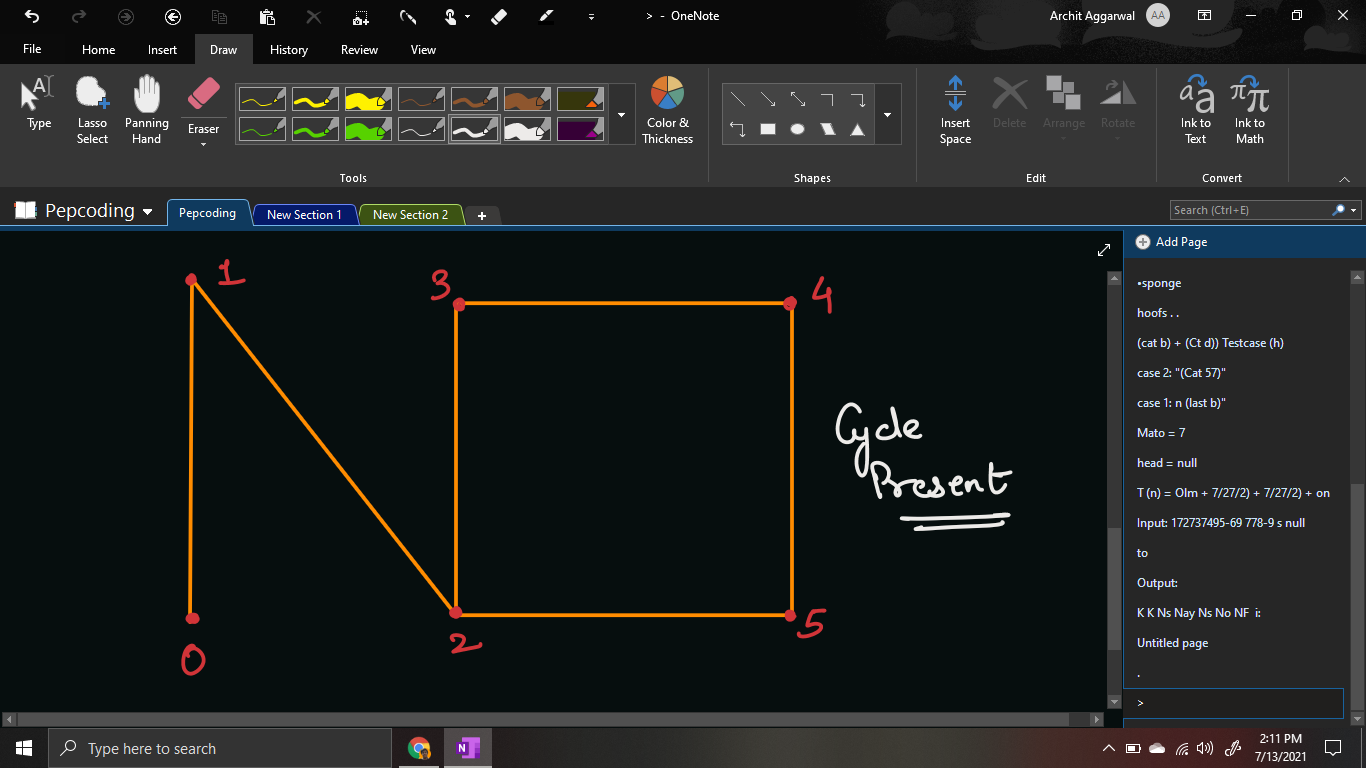 > - OneNote
Archit Aggarwal
AA
File
Home
Insert
Draw
History
Review
View
Type
Lasso
Select
Panning
Hand
Eraser
Color &
Thickness
Insert
Space
Delete
Arrange
Rotate
Ink to
Text
Ink to
Math
Tools
Shapes
Edit
Convert
Pepcoding
Pepcoding
New Section 1
New Section 2
+
Search (Ctrl+E)
Add Page
•sponge
hoofs . .
(cat b) + (Ct d)) Testcase (h)
case 2: "(Cat 57)"
case 1: n (last b)"
Mato = 7
head = null
T (n) = OIm + 7/27/2) + 7/27/2) + on
Input: 172737495-69 778-9 s null
to
Output:
K K Ns Nay Ns No NF i:
Untitled page
.
>
1
3
4
Cycle
Present
0
2
5
Type here to search
2:11 PM
7/13/2021